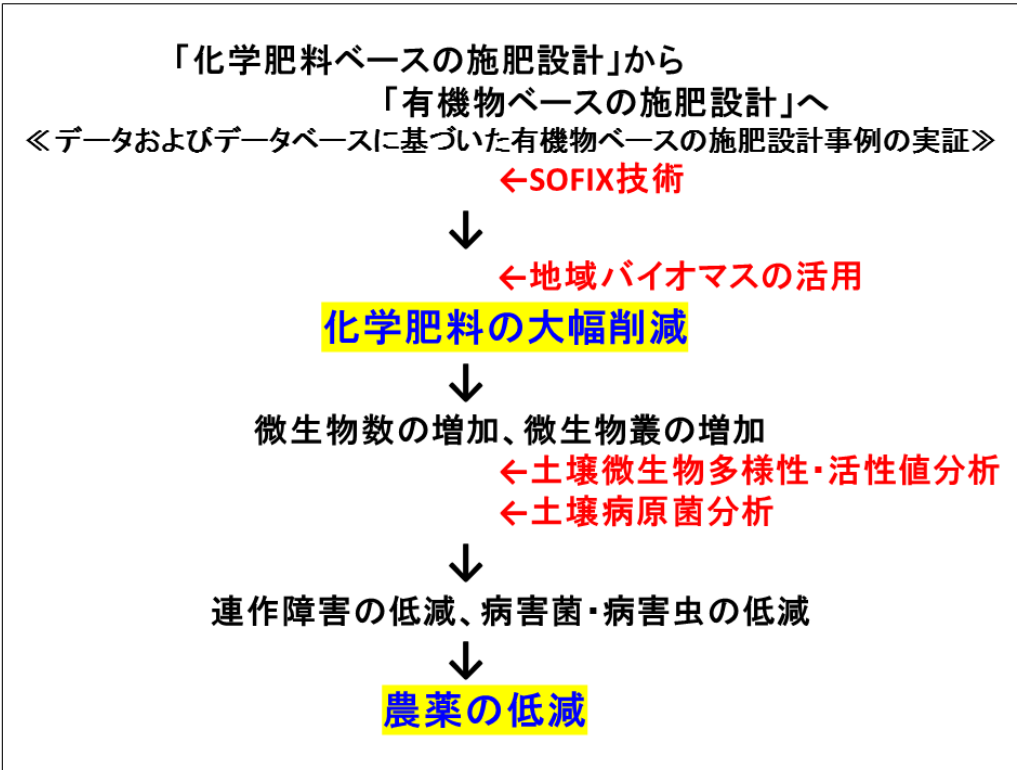 「化学肥料ベースの施肥設計」から
「有機物ベースの施肥設計」へ
≪データおよびデータベースに基づいた有機物ベースの施肥設計事例の実証≫
←SOFIX技術
↓
←地域バイオマスの活用
化学肥料の大幅削減
↓
微生物数の増加、微生物叢の増加
←土壌微生物多様性・活性値分析
←土壌病原菌分析
↓
連作障害の低減、病害菌・病害虫の低減
↓
農薬の低減